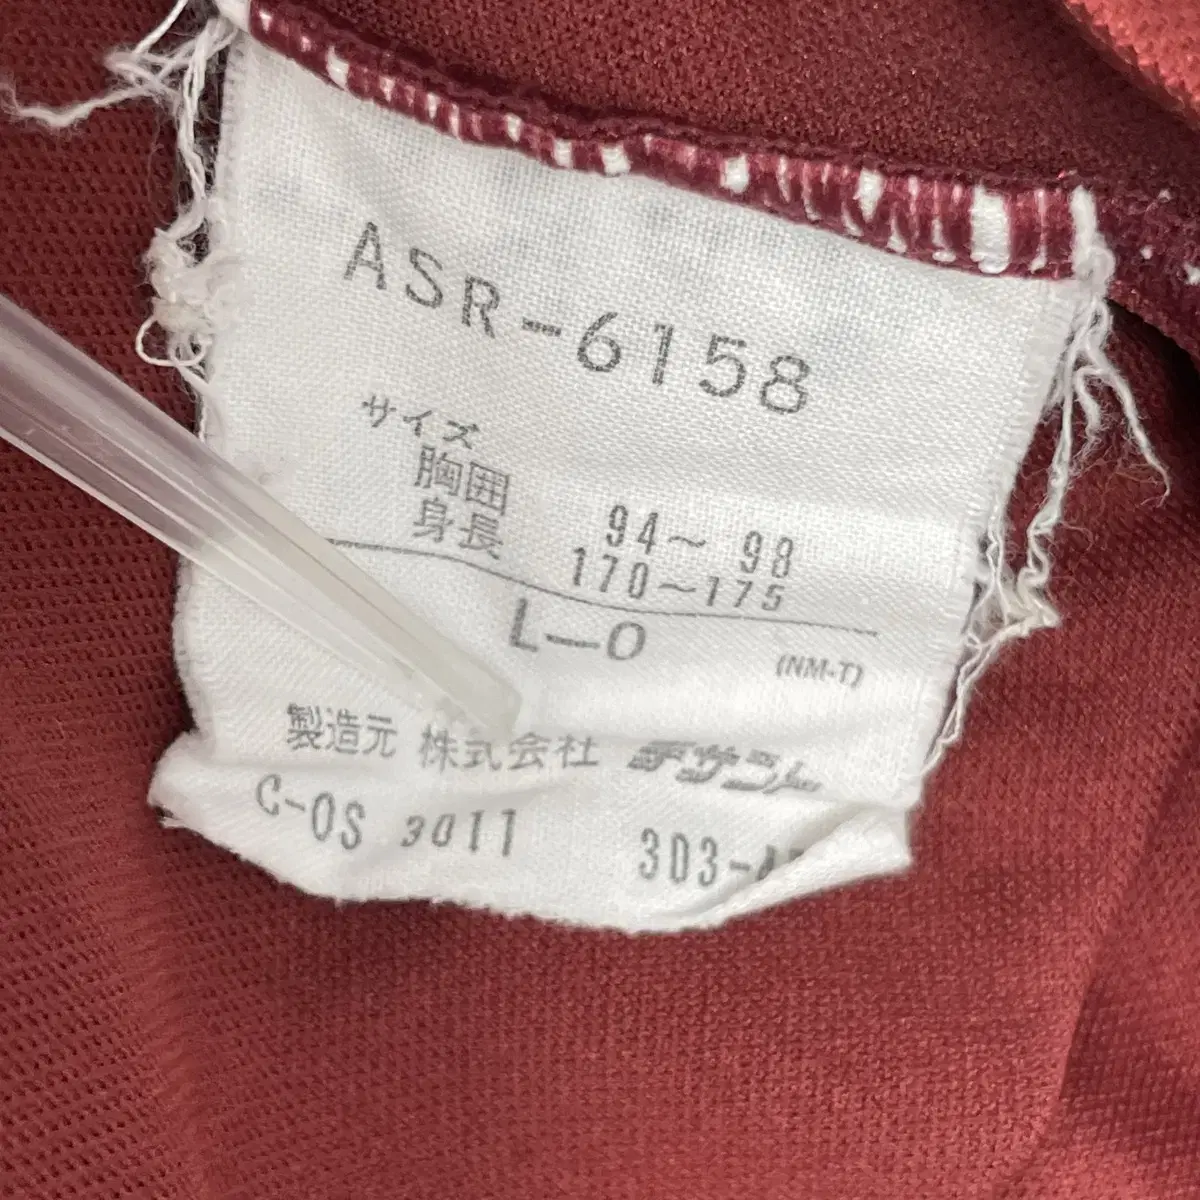 ASR-6158
サイズ
胸囲 94～98
身長 170～175
L—O (NM-T)
製造元 株式会社 デサント
C-OS 3011 303-